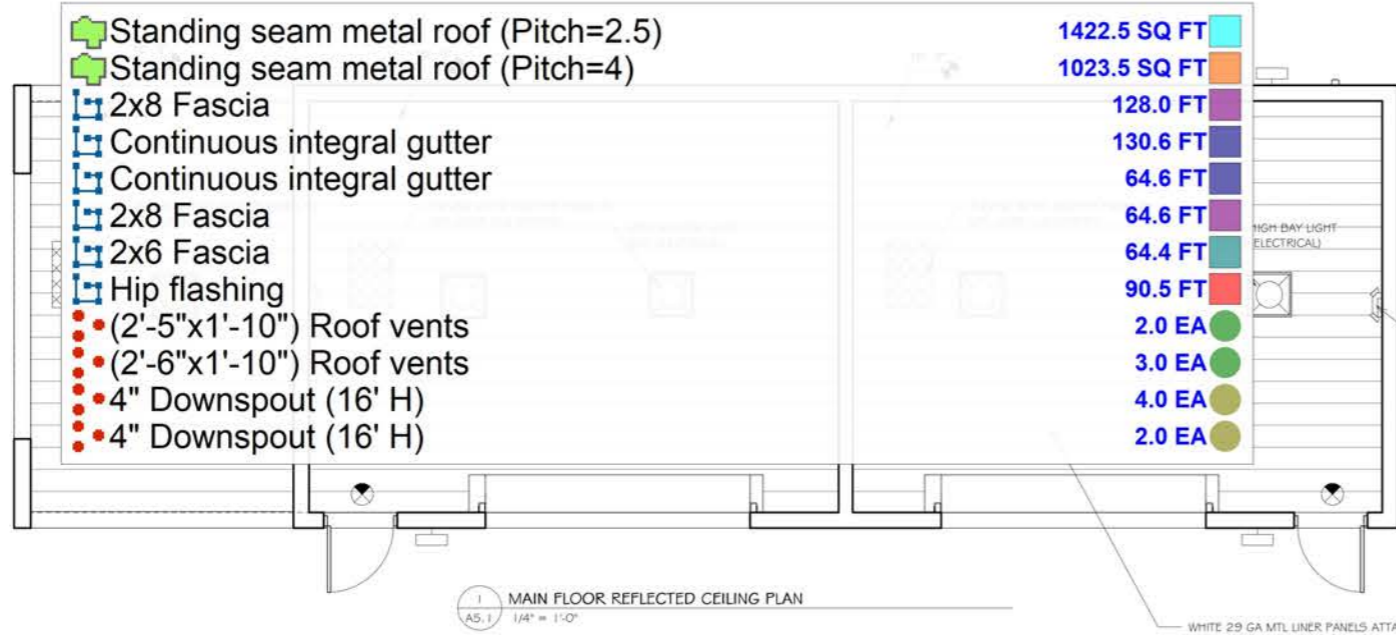 Standing seam metal roof (Pitch=2.5) 1422.5 SQ FT
Standing seam metal roof (Pitch=4) 1023.5 SQ FT
2x8 Fascia 128.0 FT
Continuous integral gutter 130.6 FT
Continuous integral gutter 64.6 FT
2x8 Fascia 64.6 FT
2x6 Fascia 64.4 FT
Hip flashing 90.5 FT
(2'-5"x1'-10") Roof vents 2.0 EA
(2'-6"x1'-10") Roof vents 3.0 EA
4" Downspout (16' H) 4.0 EA
4" Downspout (16' H) 2.0 EA
HIGH BAY LIGHT
ELECTRICAL)
1
A5.1
MAIN FLOOR REFLECTED CEILING PLAN
1/4" = 1'-0"
WHITE 29 GA MTL LINER PANELS ATTA